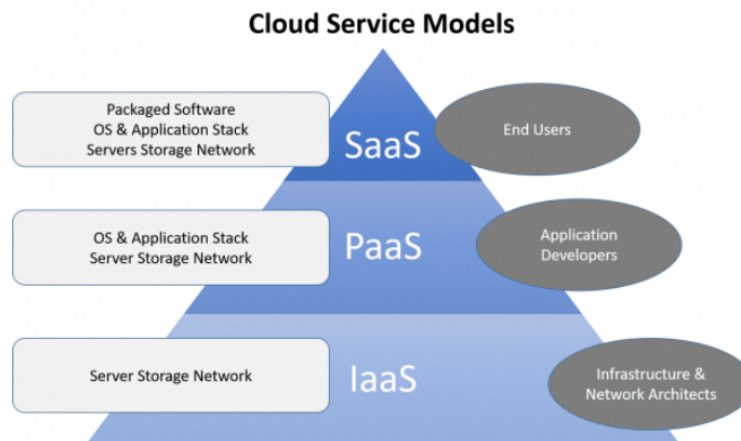 Cloud Service Models
Packaged Software
OS & Application Stack
Servers Storage Network
SaaS
End Users
OS & Application Stack
Server Storage Network
PaaS
Application
Developers
Server Storage Network
IaaS
Infrastructure &
Network Architects